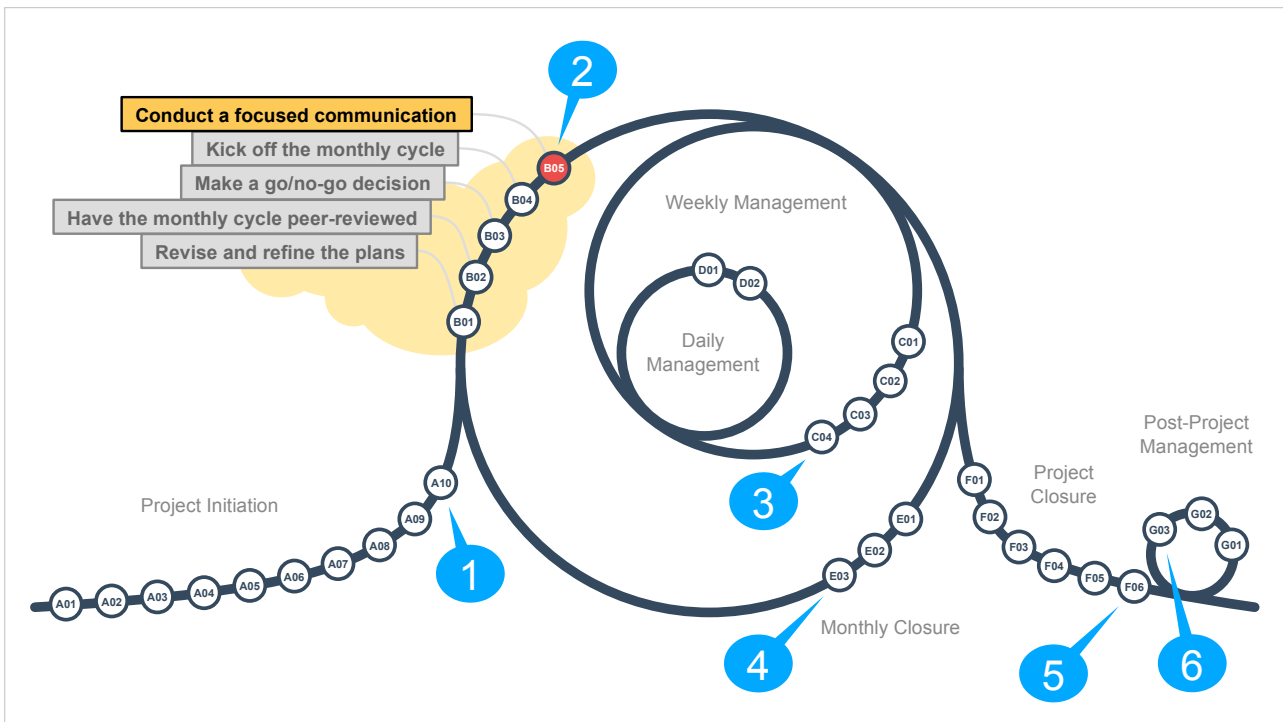 2
Conduct a focused communication
Kick off the monthly cycle
Make a go/no-go decision
Have the monthly cycle peer-reviewed
Revise and refine the plans
B05
B04
B03
B02
B01
Weekly Management
D01
D02
Daily
Management
C01
C02
C03
C04
3
Project Initiation
A01
A02
A03
A04
A05
A06
A07
A08
A09
A10
1
E01
E02
E03
Monthly Closure
4
Project
Closure
F01
F02
F03
F04
F05
F06
5
Post-Project
Management
G03
G02
G01
6